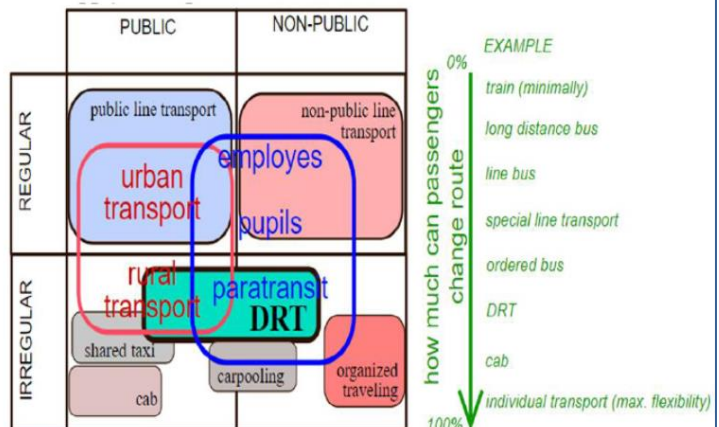 PUBLIC
NON-PUBLIC
REGULAR
IRREGULAR
public line transport
non-public line
transport
urban
transport
employes
pupils
rural
transport
paratransit
DRT
shared taxi
cab
carpooling
organized
traveling
how much can passengers
change route
0%
100%
EXAMPLE
train (minimally)
long distance bus
line bus
special line transport
ordered bus
DRT
cab
individual transport (max. flexibility)